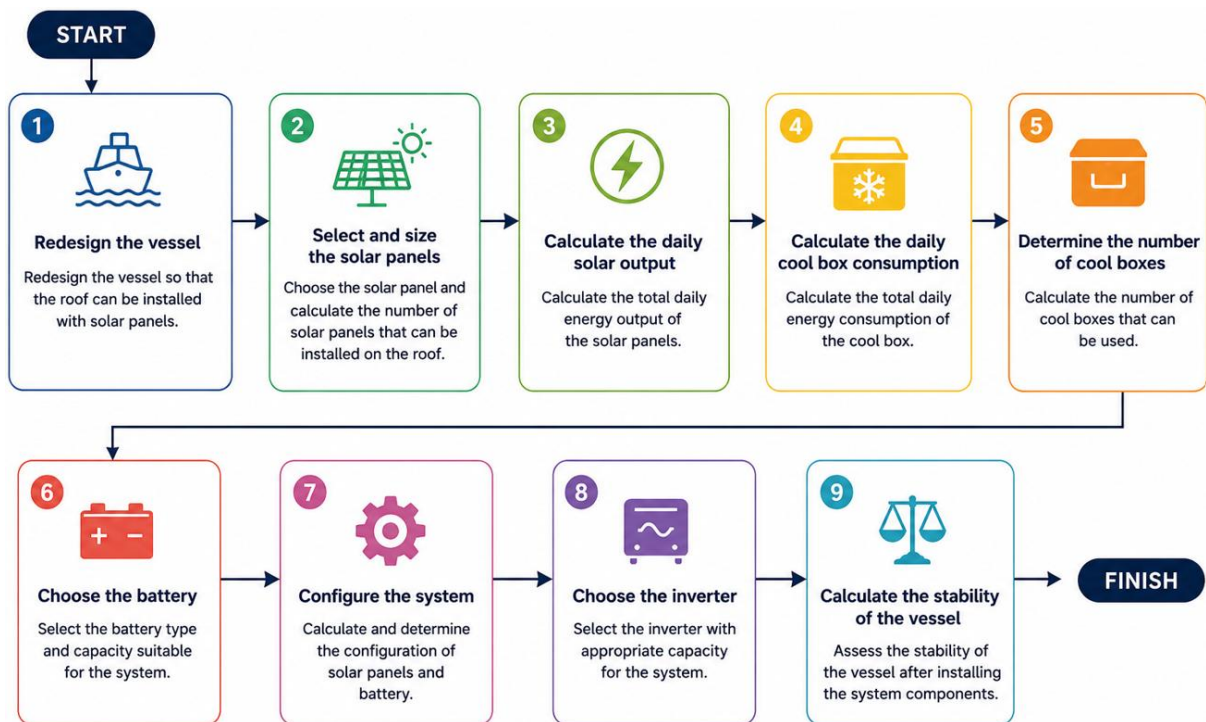 START
1
Redesign the vessel
Redesign the vessel so that
the roof can be installed
with solar panels.
2
Select and size
the solar panels
Choose the solar panel and
calculate the number of
solar panels that can be
installed on the roof.
3
Calculate the daily
solar output
Calculate the total daily
energy output of
the solar panels.
4
Calculate the daily
cool box consumption
Calculate the total daily
energy consumption of
the cool box.
5
Determine the number
of cool boxes
Calculate the number of
cool boxes that can
be used.
6
Choose the battery
Select the battery type
and capacity suitable
for the system.
7
Configure the system
Calculate and determine
the configuration of
solar panels and
battery.
8
Choose the inverter
Select the inverter with
appropriate capacity
for the system.
9
Calculate the stability
of the vessel
Assess the stability of
the vessel after installing
the system components.
FINISH